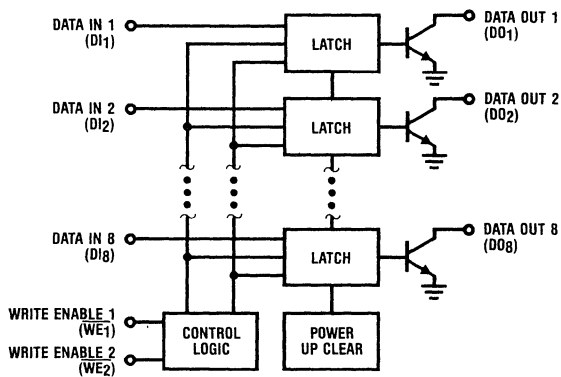 DATA IN 1
(DI1)
LATCH
DATA OUT 1
(DO1)
DATA IN 2
(DI2)
LATCH
DATA OUT 2
(DO2)
DATA IN 8
(DI8)
LATCH
DATA OUT 8
(DO8)
WRITE ENABLE 1
(W̅E̅1)
WRITE ENABLE 2
(W̅E̅2)
CONTROL
LOGIC
POWER
UP CLEAR